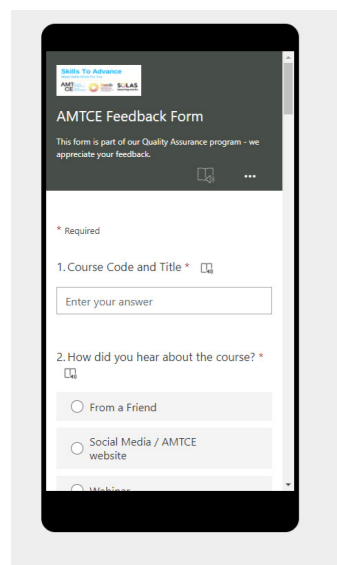 Skills To Advance
SOLAS
AMTCE Feedback Form
This form is part of our Quality Assurance program - we
appreciate your feedback.
* Required
1. Course Code and Title *
Enter your answer
2. How did you hear about the course? *
From a Friend
Social Media / AMTCE
website
Webinar